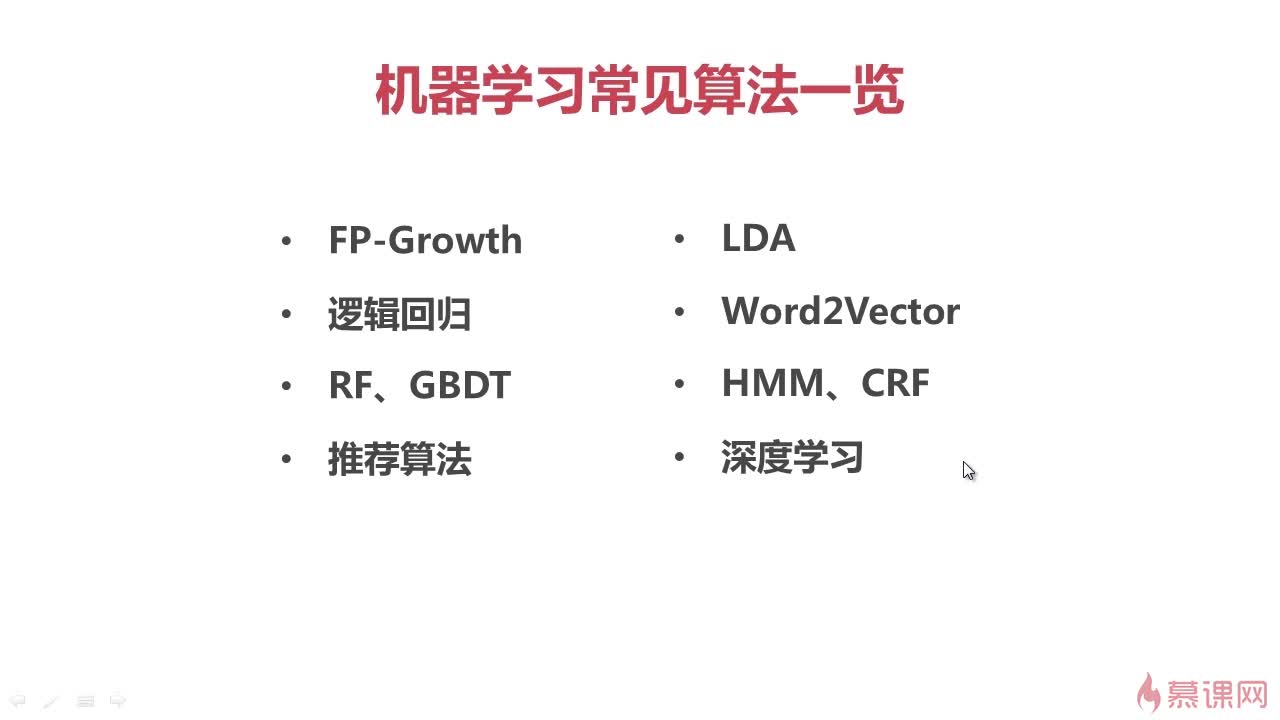 机器学习常见算法一览
• FP-Growth
• 逻辑回归
• RF、GBDT
• 推荐算法
• LDA
• Word2Vector
• HMM、CRF
• 深度学习
慕课网